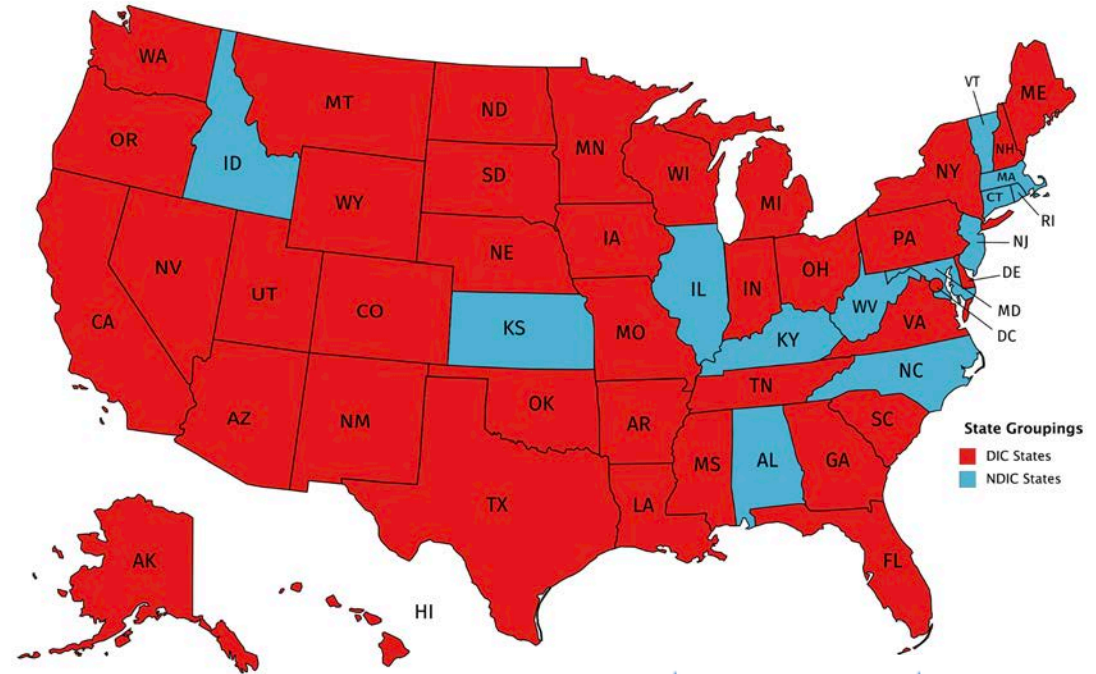 WA
MT
ND
MN
VT
ME
OR
ID
SD
WI
NH
NY
MA
WY
MI
CT
RI
IA
NE
PA
NJ
NV
OH
UT
IL
IN
DE
CA
CO
KS
MO
WV
VA
MD
KY
DC
NC
TN
OK
AZ
NM
AR
SC
State Groupings
MS
AL
GA
DIC States
NDIC States
TX
LA
AK
FL
HI